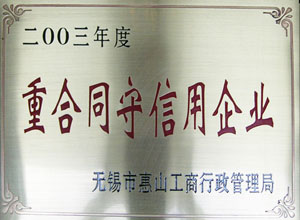 二00三年度
重合同守信用企业
无锡市惠山工商行政管理局